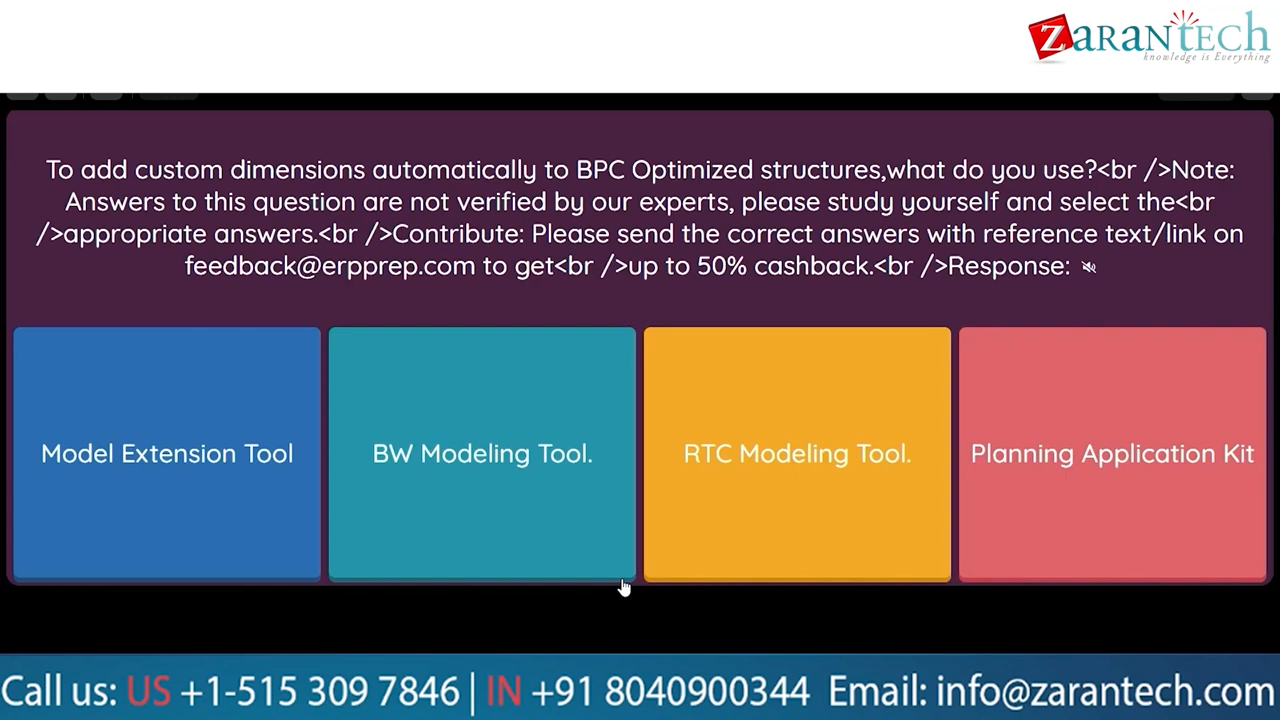 ZARANTECH
knowledge is Everything
To add custom dimensions automatically to BPC Optimized structures,what do you use?<br />Note:
Answers to this question are not verified by our experts, please study yourself and select the<br
/>appropriate answers.<br />Contribute: Please send the correct answers with reference text/link on
feedback@erpprep.com to get<br />up to 50% cashback.<br />Response:
Model Extension Tool
BW Modeling Tool.
RTC Modeling Tool.
Planning Application Kit
Call us: US +1-515 309 7846 | IN +91 8040900344 Email: info@zarantech.com